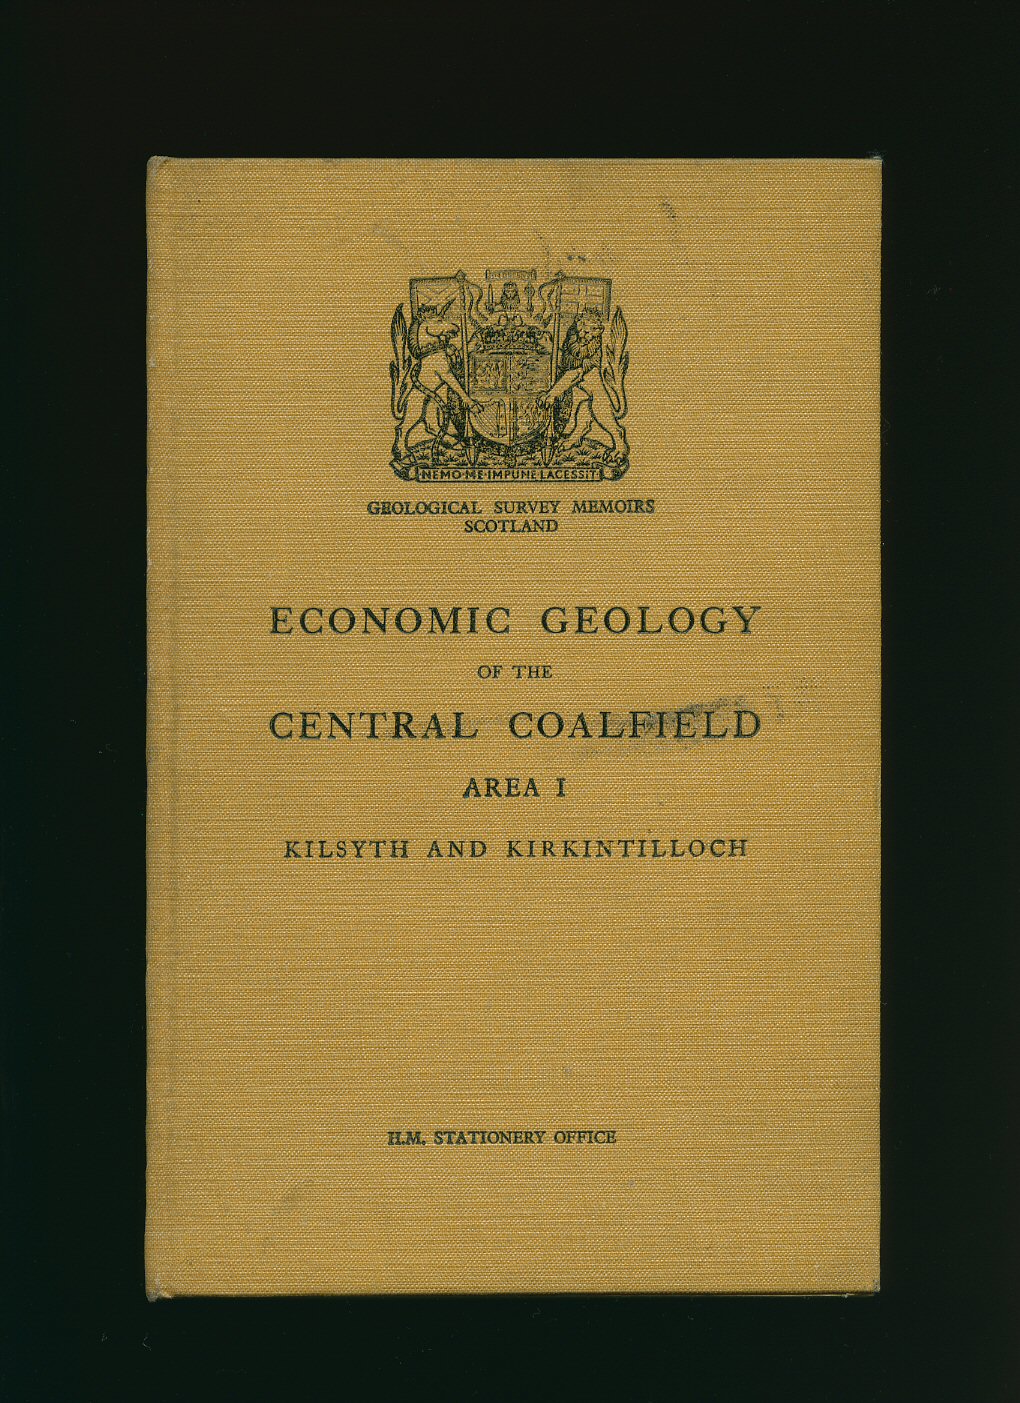 NEMO·ME·IMPUNE·LACESSIT
GEOLOGICAL SURVEY MEMOIRS
SCOTLAND
ECONOMIC GEOLOGY
OF THE
CENTRAL COALFIELD
AREA I
KILSYTH AND KIRKINTILLOCH
H.M. STATIONERY OFFICE